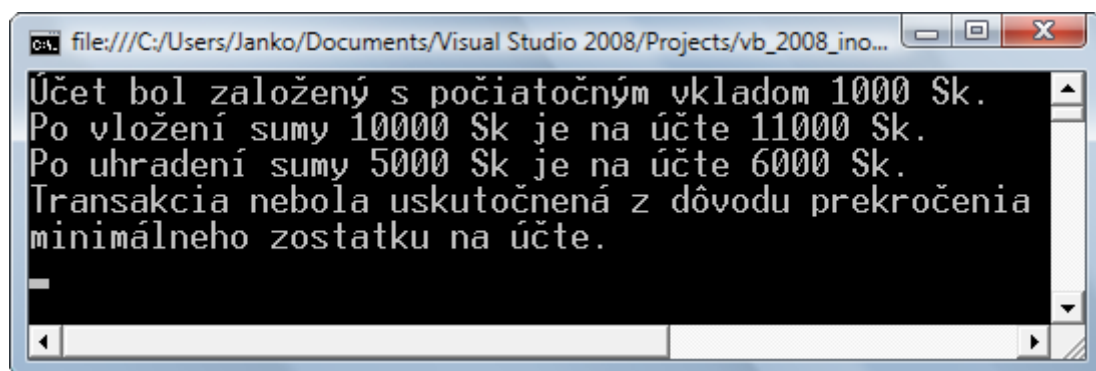 file:///C:/Users/Janko/Documents/Visual Studio 2008/Projects/vb_2008_ino...
Účet bol založený s počiatočným vkladom 1000 Sk.
Po vložení sumy 10000 Sk je na účte 11000 Sk.
Po uhradení sumy 5000 Sk je na účte 6000 Sk.
Transakcia nebola uskutočnená z dôvodu prekročenia
minimálneho zostatku na účte.